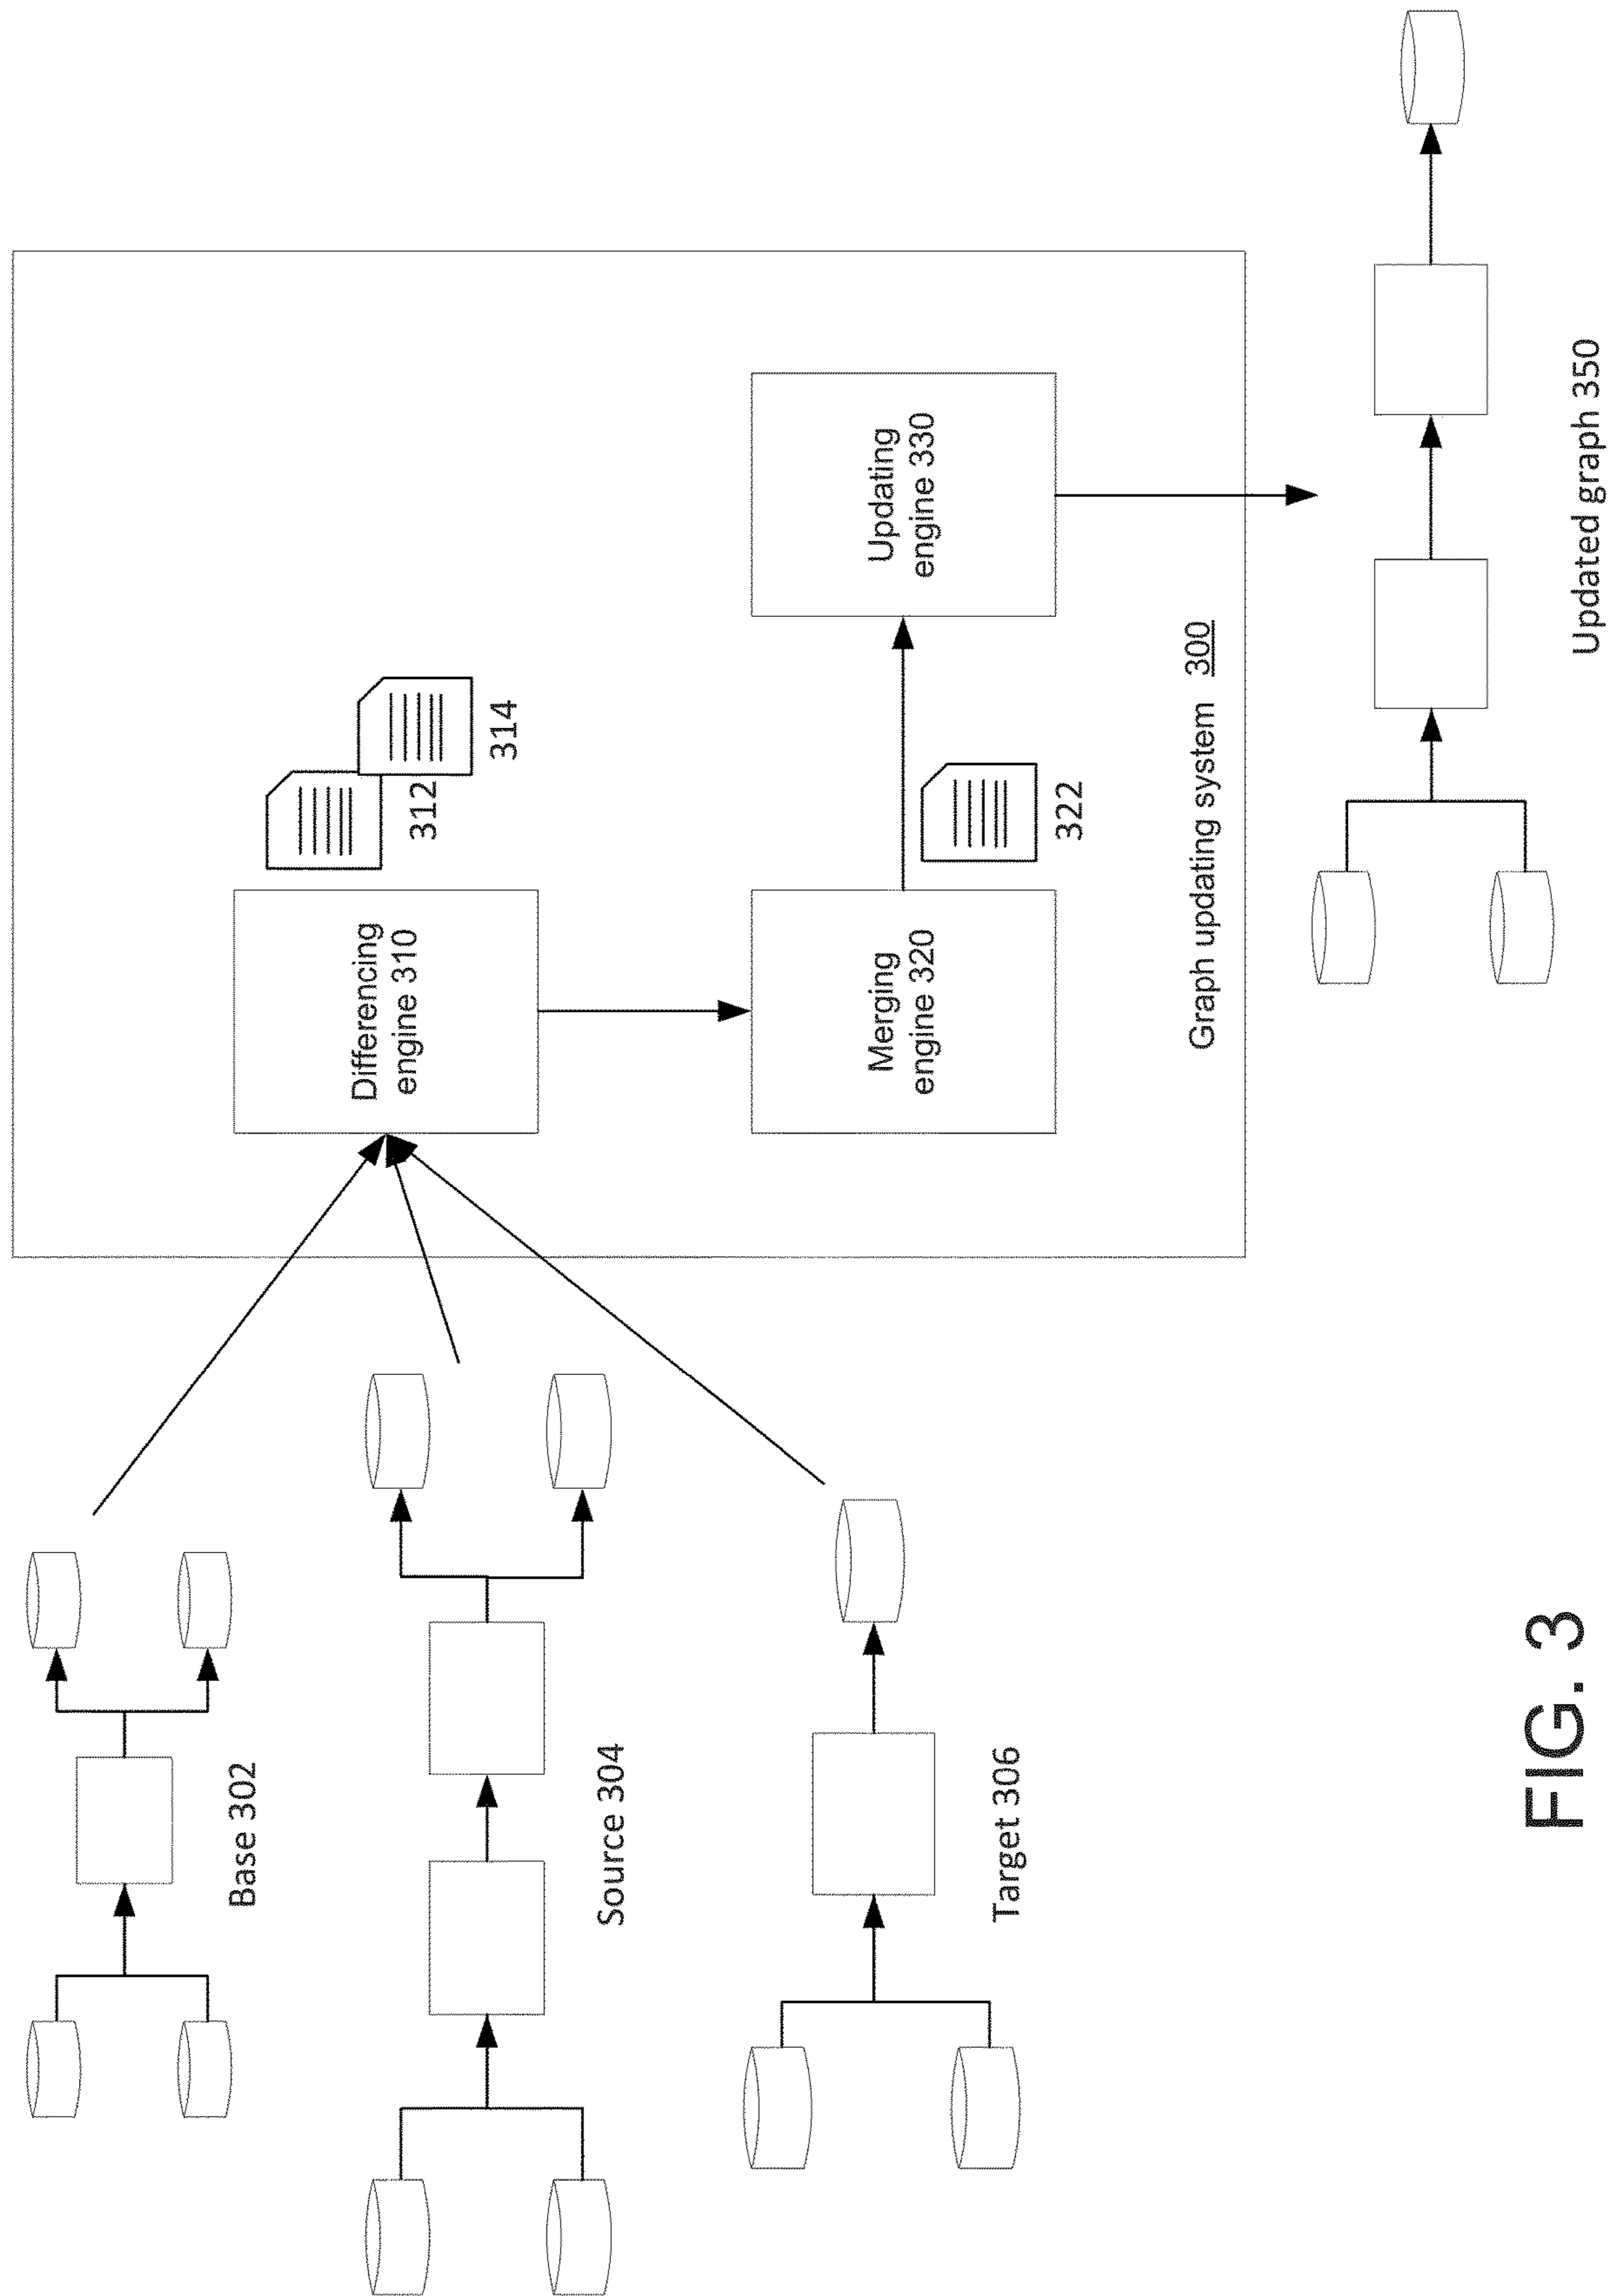 Base 302
Source 304
Target 306
Differencing
engine 310
312
314
Merging
engine 320
322
Updating
engine 330
Graph updating system 300
Updated graph 350
FIG. 3